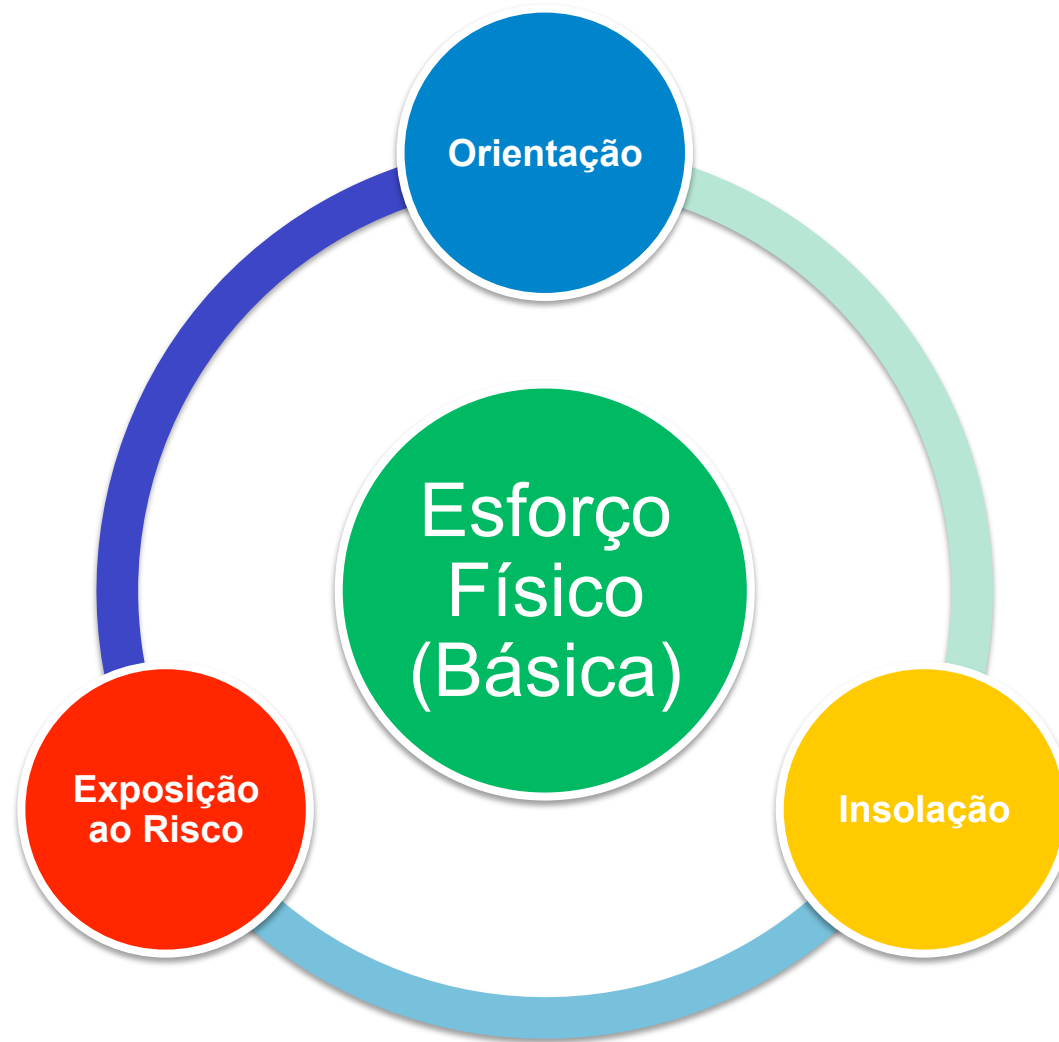 Orientação
Esforço
Físico
(Básica)
Exposição
ao Risco
Insolação